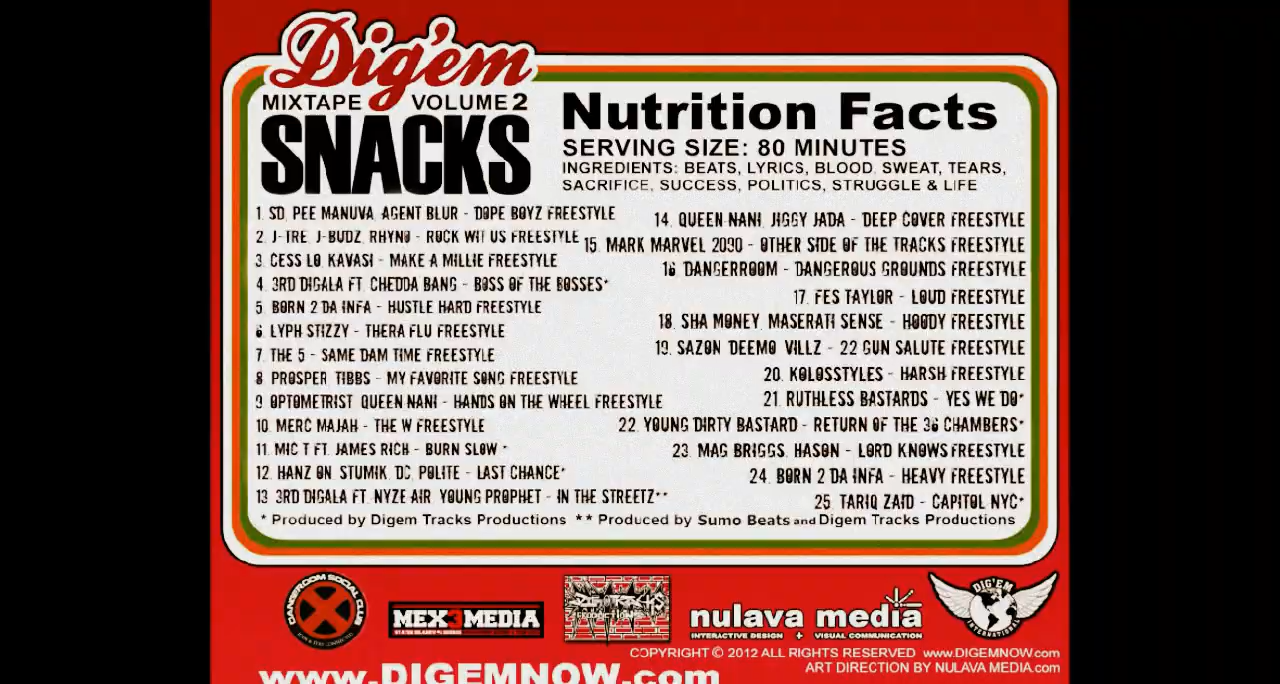 Dig'em
MIXTAPE VOLUME 2
SNACKS
Nutrition Facts
SERVING SIZE: 80 MINUTES
INGREDIENTS: BEATS, LYRICS, BLOOD, SWEAT, TEARS,
SACRIFICE, SUCCESS, POLITICS, STRUGGLE & LIFE
1. SD, PEE MANUVA, AGENT BLUR - DOPE BOYZ FREESTYLE
2. J-TRE, J-BUDZ, RHYNO - ROCK WIT US FREESTYLE
3. CESS LO, KAVASI - MAKE A MILLIE FREESTYLE
4. 3RD DIGALA FT. CHEDDA BANG - BOSS OF THE BOSSES*
5. BORN 2 DA INFA - HUSTLE HARD FREESTYLE
6. LYPH STIZZY - THERA FLU FREESTYLE
7. THE 5 - SAME DAM TIME FREESTYLE
8. PROSPER TIBBS - MY FAVORITE SONG FREESTYLE
9. OPTOMETRIST, QUEEN NANI - HANDS ON THE WHEEL FREESTYLE
10. MERC MAJAH - THE W FREESTYLE
11. MIC T FT. JAMES RICH - BURN SLOW *
12. HANZ ON, STUMIK, DC, POLITE - LAST CHANCE*
13. 3RD DIGALA FT. NYZE AIR, YOUNG PROPHET - IN THE STREETZ**
14. QUEEN NANI, JIGGY JADA - DEEP COVER FREESTYLE
15. MARK MARVEL 2090 - OTHER SIDE OF THE TRACKS FREESTYLE
16. DANGERROOM - DANGEROUS GROUNDS FREESTYLE
17. FES TAYLOR - LOUD FREESTYLE
18. SHA MONEY, MASERATI SENSE - HOODY FREESTYLE
19. SAZON, DEEMO, VILLZ - 22 GUN SALUTE FREESTYLE
20. KOLOSSTYLES - HARSH FREESTYLE
21. RUTHLESS BASTARDS - YES WE DO*
22. YOUNG DIRTY BASTARD - RETURN OF THE 36 CHAMBERS*
23. MAG BRIGGS, HASON - LORD KNOWS FREESTYLE
24. BORN 2 DA INFA - HEAVY FREESTYLE
25. TARIQ ZAID - CAPITOL NYC*
* Produced by Digem Tracks Productions ** Produced by Sumo Beats and Digem Tracks Productions
DANGEROOM SOCIAL CLUB
MEX3MEDIA
nulava media
INTERACTIVE DESIGN + VISUAL COMMUNICATION
DIG'EM
INTERNATIONAL
COPYRIGHT © 2012 ALL RIGHTS RESERVED www.DIGEMNOW.com
ART DIRECTION BY NULAVA MEDIA.com
www.DIGEMNOW.com